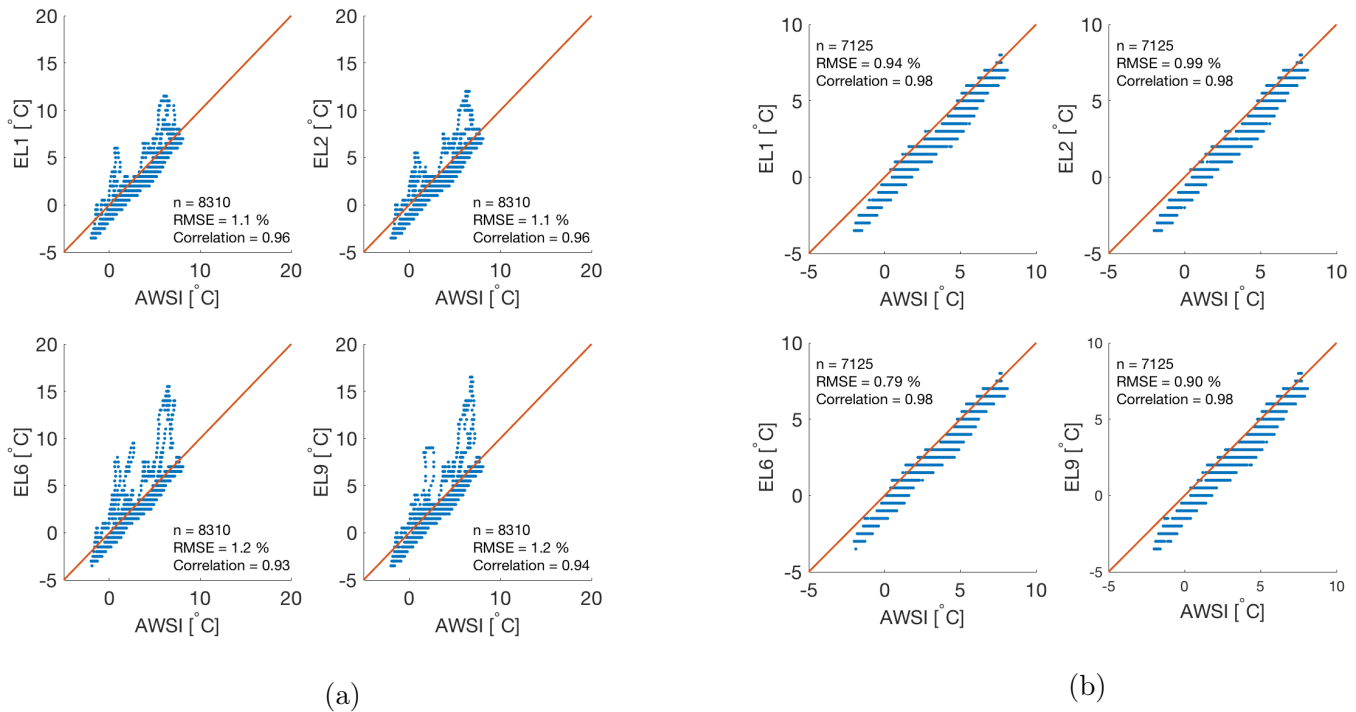 20
15
10
5
0
-5
EL1 [°C]
n = 8310
RMSE = 1.1 %
Correlation = 0.96
0
10
20
AWSI [°C]
20
15
10
5
0
-5
EL2 [°C]
n = 8310
RMSE = 1.1 %
Correlation = 0.96
0
10
20
AWSI [°C]
20
15
10
5
0
-5
EL6 [°C]
n = 8310
RMSE = 1.2 %
Correlation = 0.93
0
10
20
AWSI [°C]
20
15
10
5
0
-5
EL9 [°C]
n = 8310
RMSE = 1.2 %
Correlation = 0.94
0
10
20
AWSI [°C]
(a)
10
5
0
-5
EL1 [°C]
n = 7125
RMSE = 0.94 %
Correlation = 0.98
-5
0
5
10
AWSI [°C]
10
5
0
-5
EL2 [°C]
n = 7125
RMSE = 0.99 %
Correlation = 0.98
-5
0
5
10
AWSI [°C]
10
5
0
-5
EL6 [°C]
n = 7125
RMSE = 0.79 %
Correlation = 0.98
-5
0
5
10
AWSI [°C]
10
5
0
-5
EL9 [°C]
n = 7125
RMSE = 0.90 %
Correlation = 0.98
-5
0
5
10
AWSI [°C]
(b)